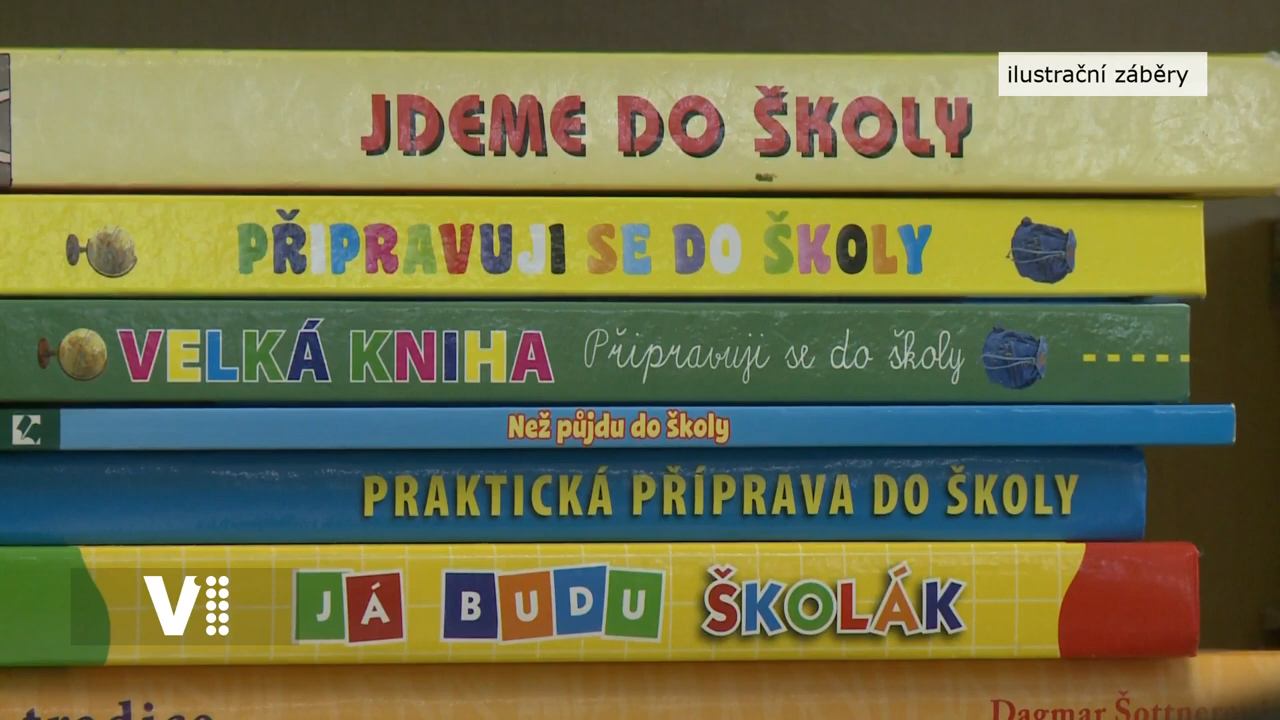 ilustrační záběry
JDEME DO ŠKOLY
PŘIPRAVUJI SE DO ŠKOLY
VELKÁ KNIHA Připravuji se do školy
Než půjdu do školy
PRAKTICKÁ PŘÍPRAVA DO ŠKOLY
JÁ BUDU ŠKOLÁK
tradice
Dagmar